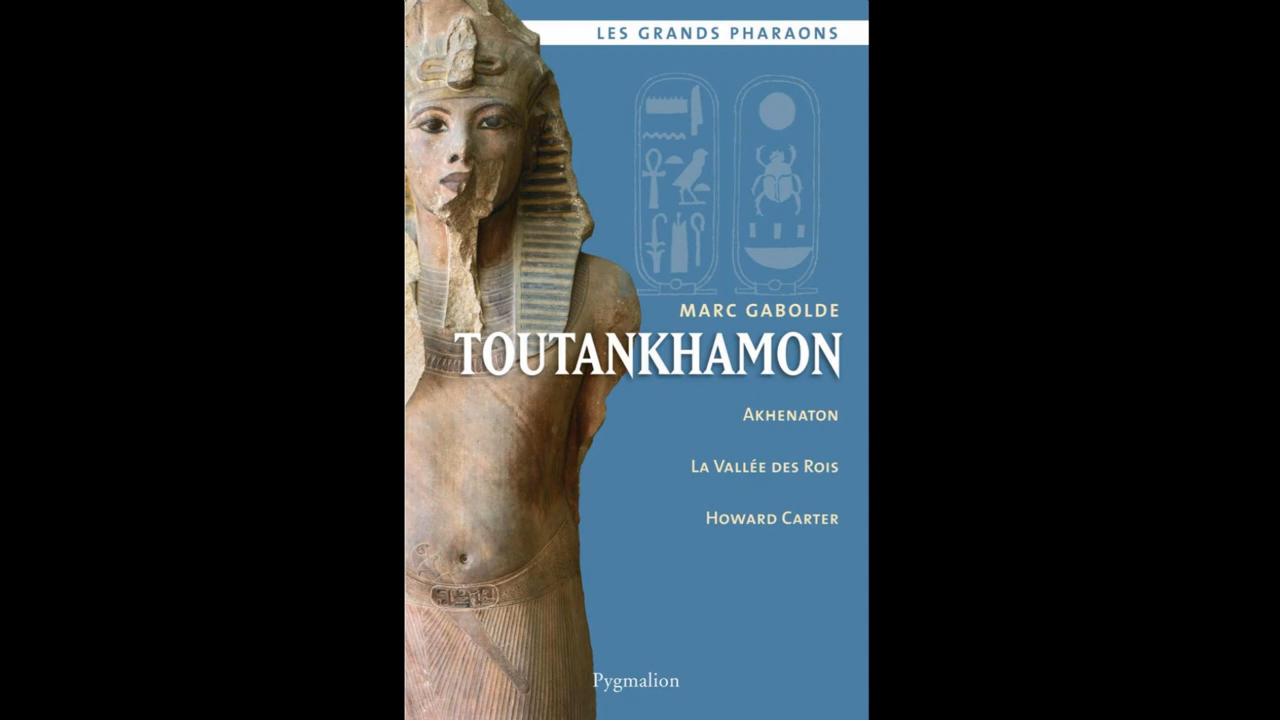 LES GRANDS PHARAONS
MARC GABOLDE
TOUTANKHAMON
AKHENATON
LA VALLÉE DES ROIS
HOWARD CARTER
Pygmalion